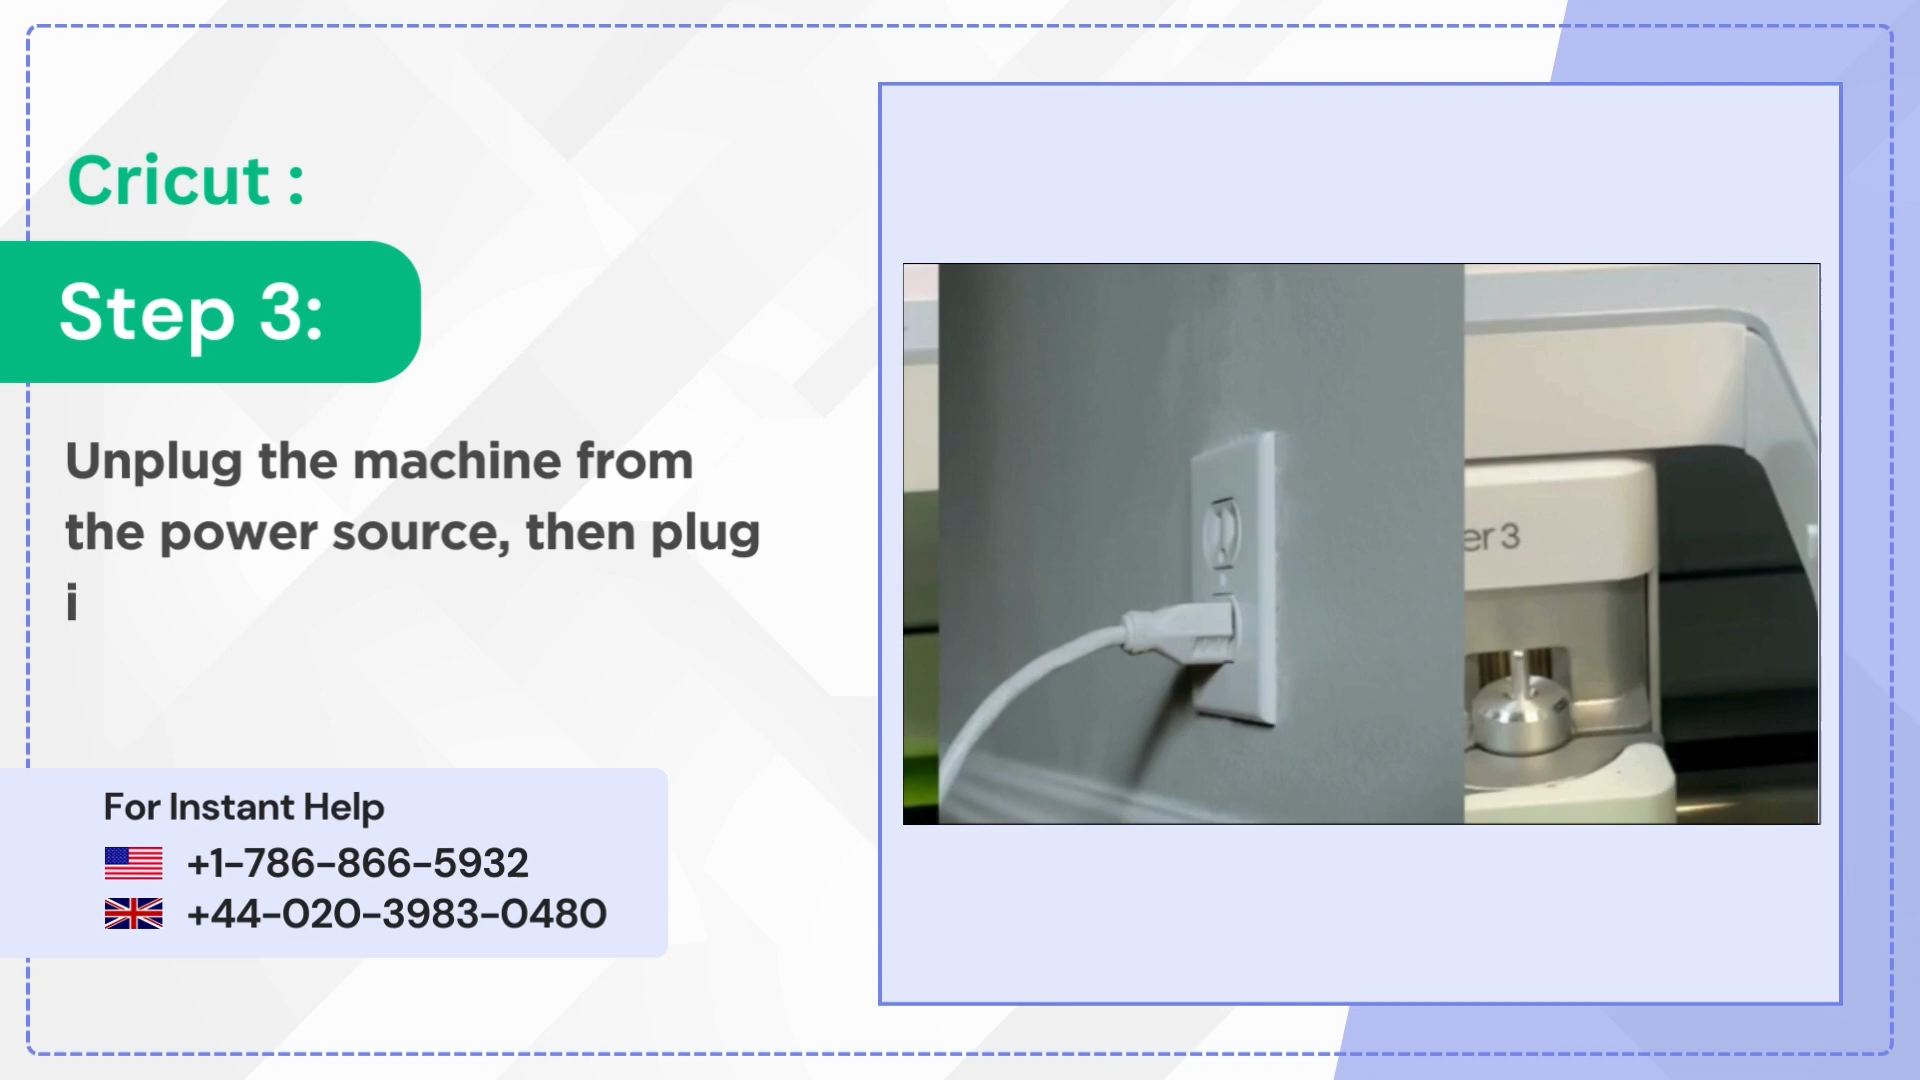 Cricut :
Step 3:
Unplug the machine from
the power source, then plug
i
For Instant Help
+1-786-866-5932
+44-020-3983-0480
er 3